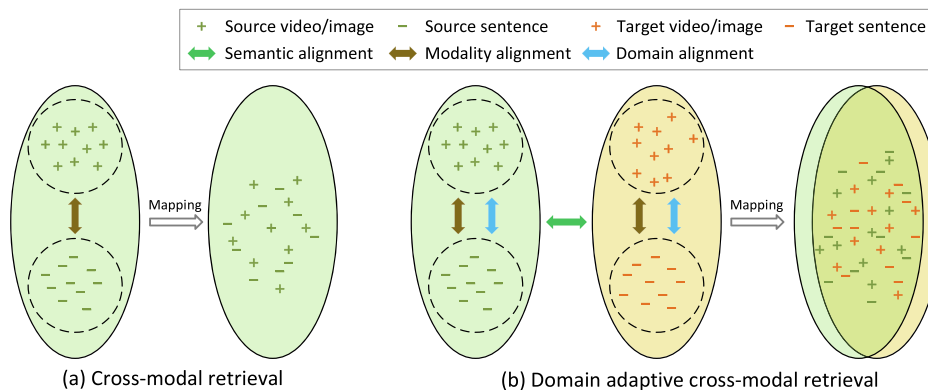 Source video/image Source sentence Target video/image Target sentence
Semantic alignment Modality alignment Domain alignment
Mapping
Mapping
(a) Cross-modal retrieval
(b) Domain adaptive cross-modal retrieval